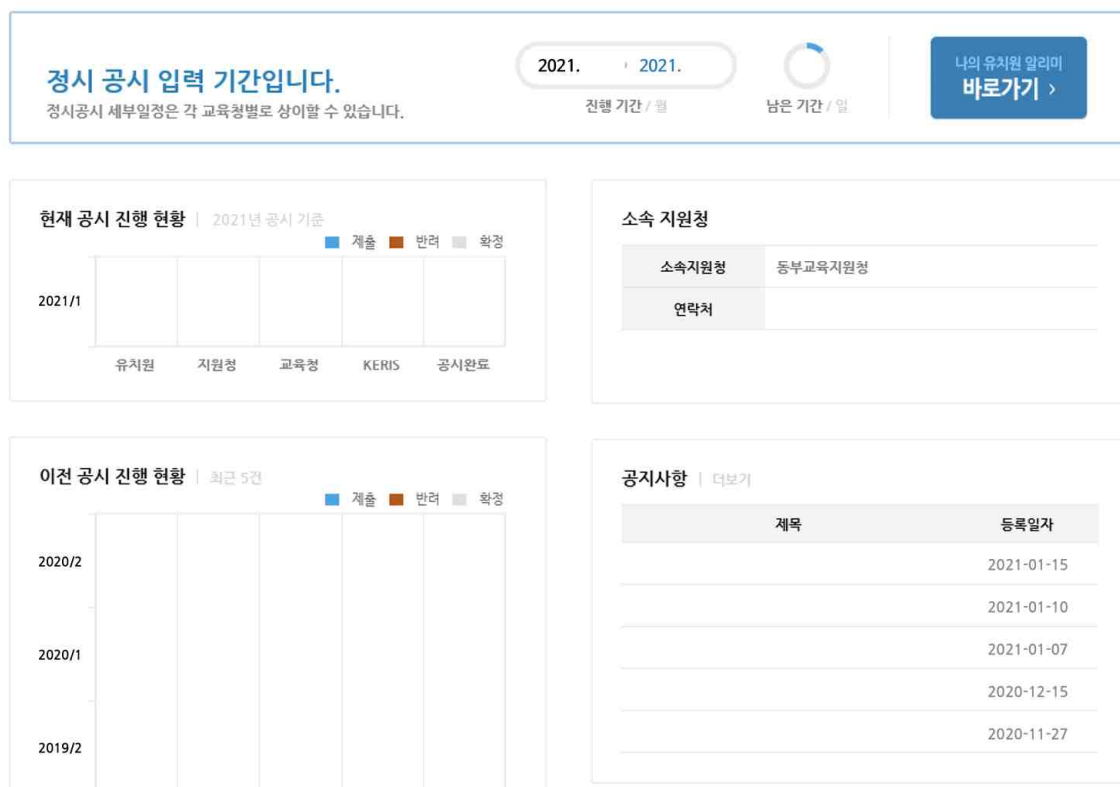 정시 공시 입력 기간입니다.
정시공시 세부일정은 각 교육청별로 상이할 수 있습니다.
2021. › 2021.
진행 기간 / 월
남은 기간 / 일
나의 유치원 알리미
바로가기 ›
현재 공시 진행 현황 | 2021년 공시 기준
제출 반려 확정
2021/1
유치원 지원청 교육청 KERIS 공시완료
소속 지원청
소속지원청 동부교육지원청
연락처
이전 공시 진행 현황 | 최근 5건
제출 반려 확정
2020/2
2020/1
2019/2
공지사항 | 더보기
제목 등록일자
2021-01-15
2021-01-10
2021-01-07
2020-12-15
2020-11-27